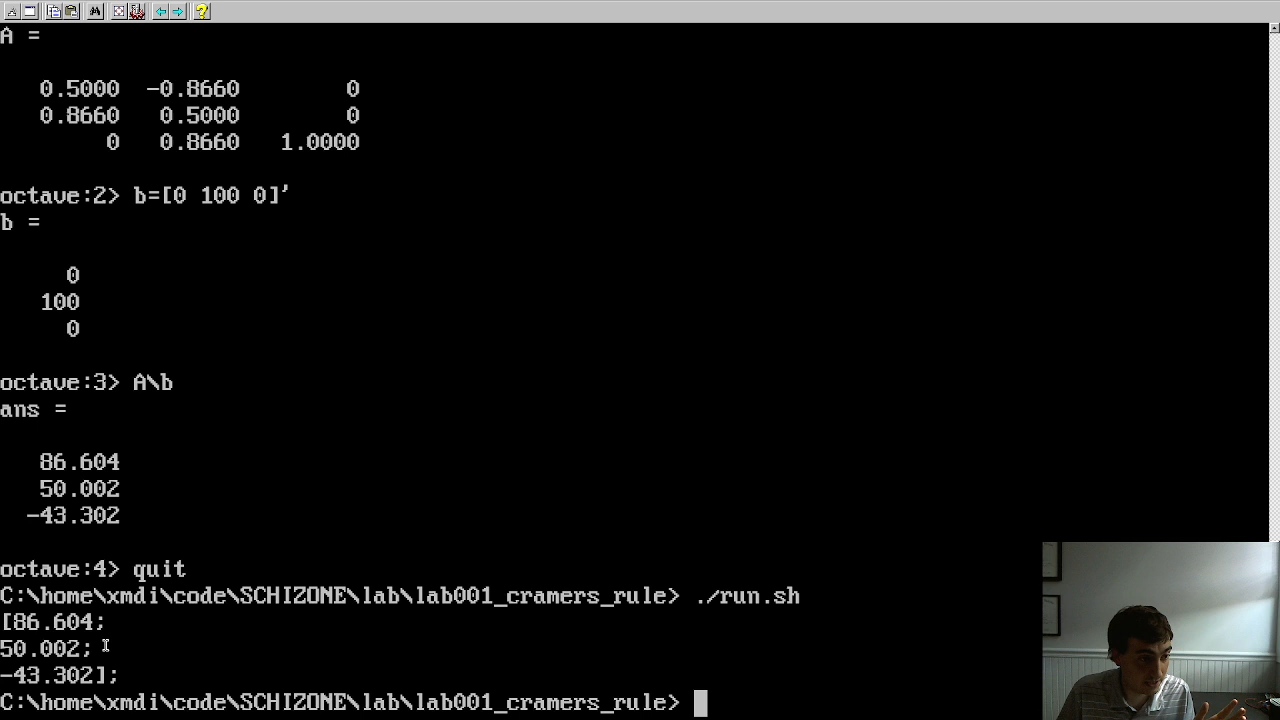 A =
0.5000 -0.8660 0
0.8660 0.5000 0
0 0.8660 1.0000
octave:2> b=[0 100 0]'
b =
0
100
0
octave:3> A\b
ans =
86.604
50.002
-43.302
octave:4> quit
C:\home\xmdi\code\SCHIZONE\lab\lab001_cramers_rule> ./run.sh
[86.604;
50.002;
-43.302];
C:\home\xmdi\code\SCHIZONE\lab\lab001_cramers_rule>